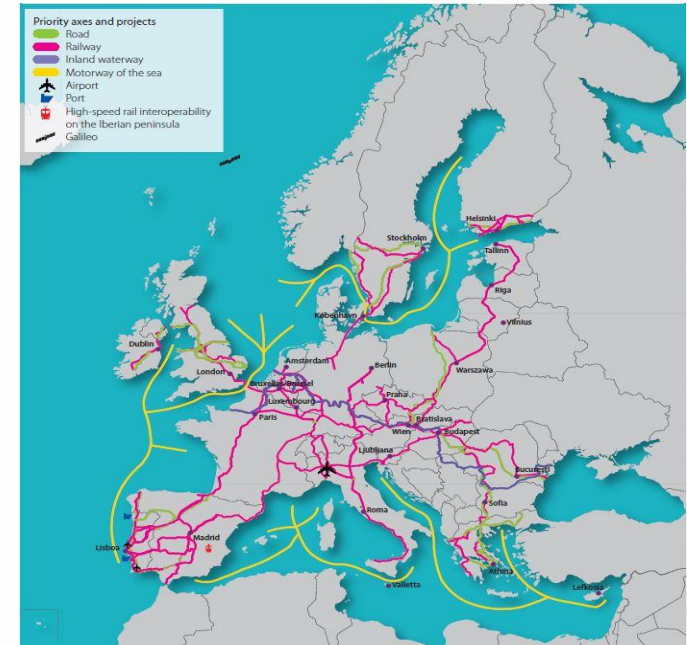 Priority axes and projects
Road
Railway
Inland waterway
Motorway of the sea
Airport
Port
High-speed rail interoperability
on the Iberian peninsula
Galileo
Helsinki
Stockholm
Tallinn
Riga
København
Vilnius
Dublin
Amsterdam
Berlin
London
Bruxelles/Brussel
Warszawa
Luxembourg
Praha
Paris
Bratislava
Wien
Budapest
Ljubljana
Bucureşti
Sofia
Roma
Madrid
Lisboa
Athina
Valletta
Lefkosia